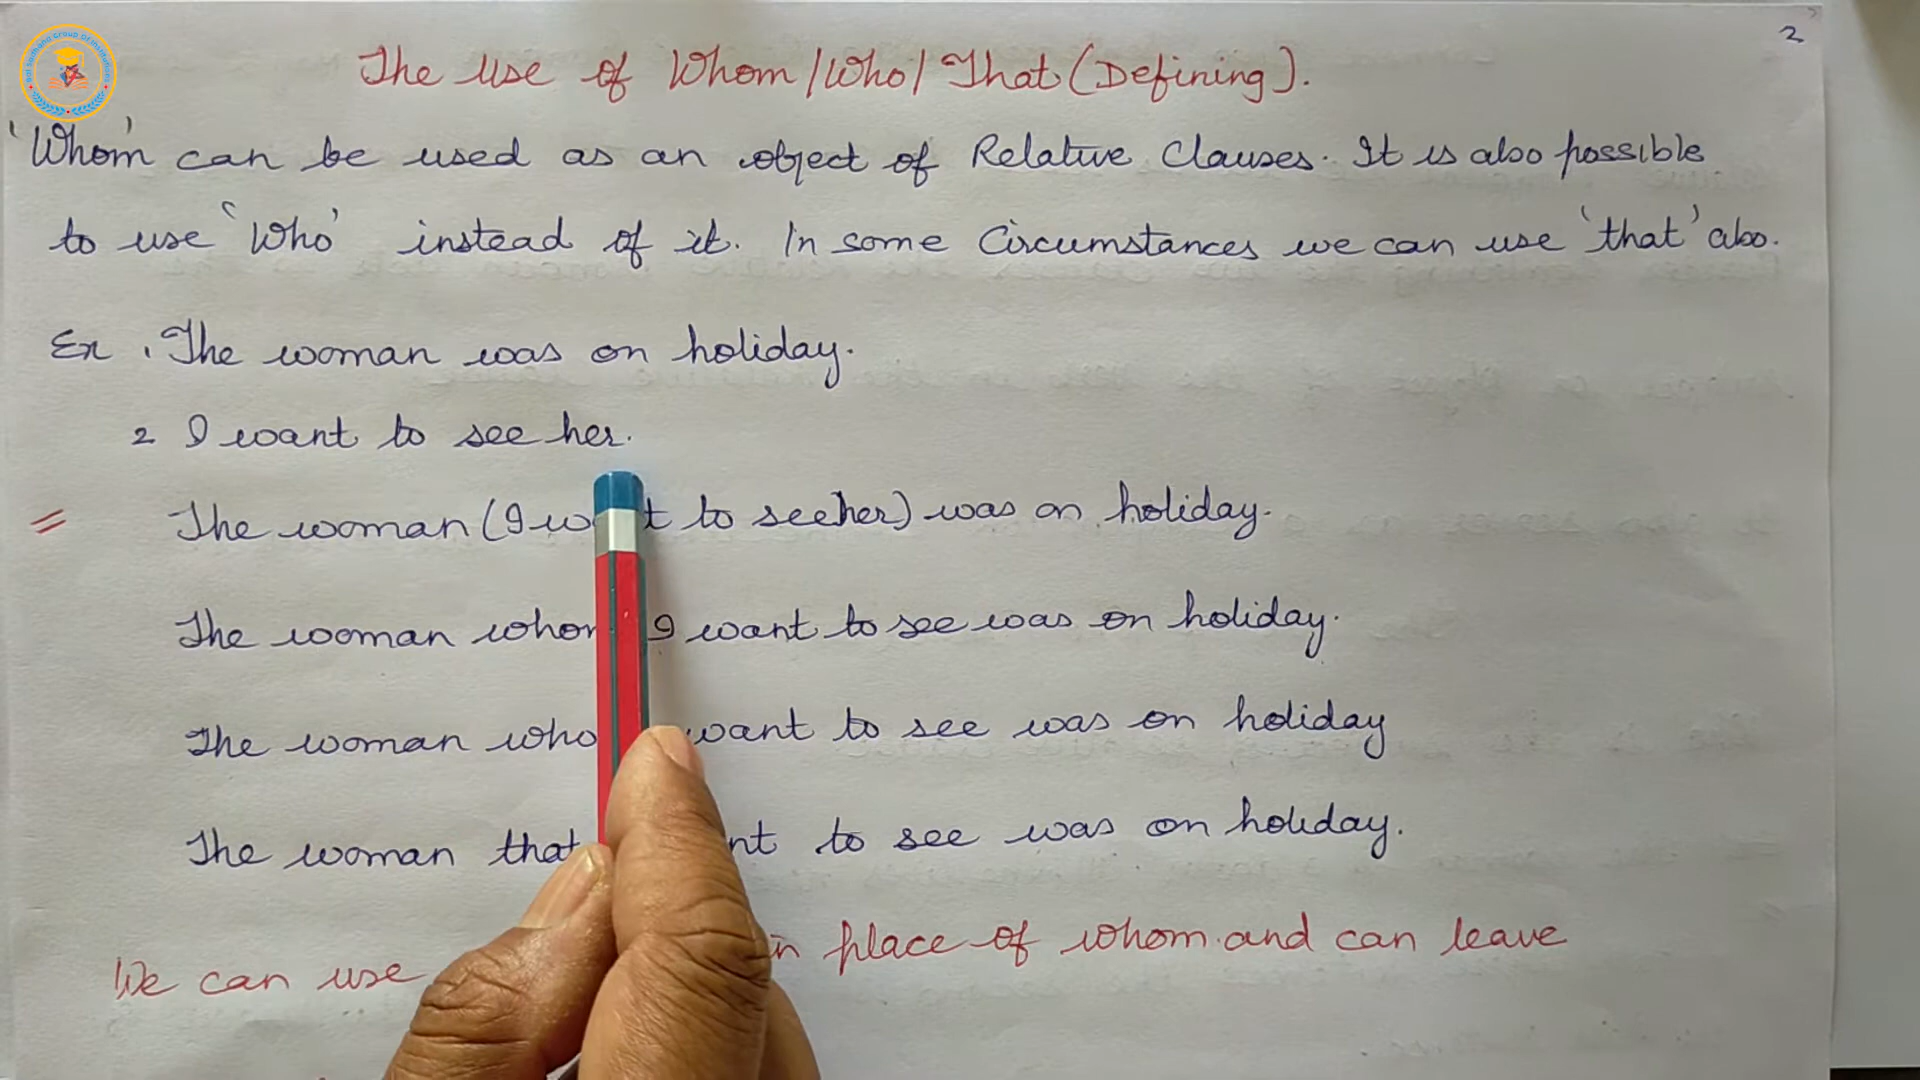 2
The Use of Whom/Who/That (Defining).
'Whom' can be used as an object of Relative Clauses. It is also possible
to use 'Who' instead of it. In some Circumstances we can use 'that' also.
Ex 1 The woman was on holiday.
2 I want to see her.
= The woman (I to see her) was on holiday.
The woman I want to see was on holiday.
The woman who want to see was on holiday
The woman that to see was on holiday.
We can use in place of whom and can leave